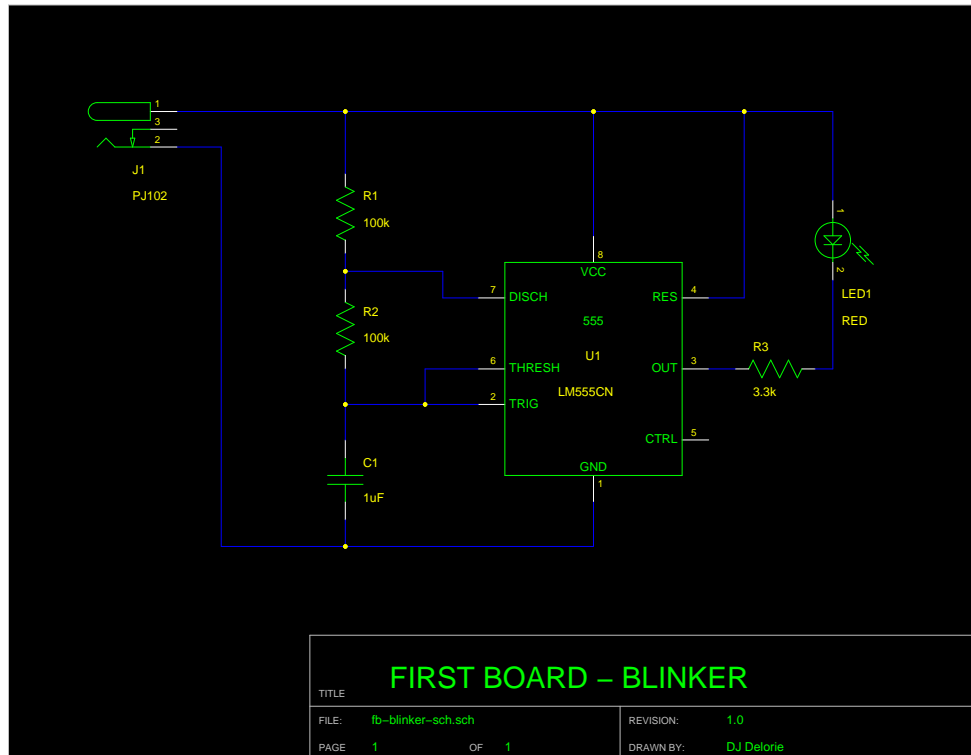 1
3
2
J1
PJ102
R1
100k
R2
100k
C1
1uF
8
VCC
7
DISCH
RES
4
555
U1
6
THRESH
OUT
3
LM555CN
2
TRIG
CTRL
5
GND
1
R3
3.3k
1
2
LED1
RED
TITLE
FIRST BOARD – BLINKER
FILE: fb–blinker–sch.sch
REVISION: 1.0
PAGE 1 OF 1
DRAWN BY: DJ Delorie